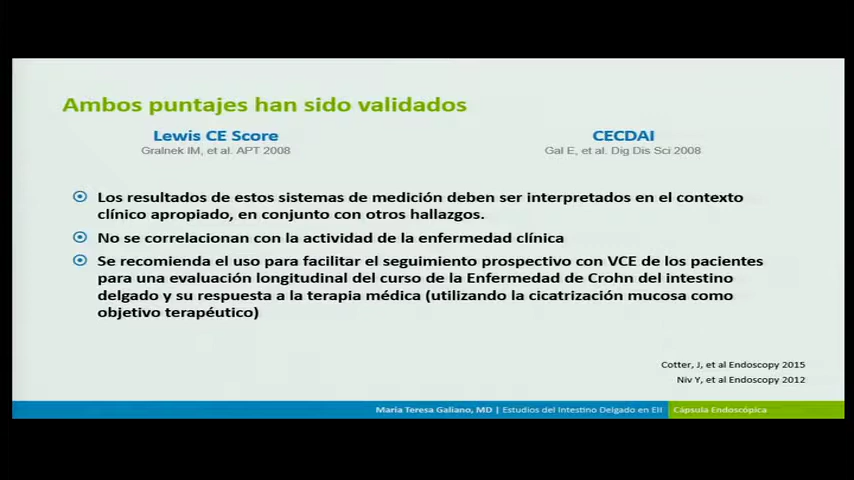 Ambos puntajes han sido validados
Lewis CE Score
Gralnek IM, et al. APT 2008
CECDAI
Gal E, et al. Dig Dis Sci 2008
Los resultados de estos sistemas de medición deben ser interpretados en el contexto
clínico apropiado, en conjunto con otros hallazgos.
No se correlacionan con la actividad de la enfermedad clínica
Se recomienda el uso para facilitar el seguimiento prospectivo con VCE de los pacientes
para una evaluación longitudinal del curso de la Enfermedad de Crohn del intestino
delgado y su respuesta a la terapia médica (utilizando la cicatrización mucosa como
objetivo terapéutico)
Cotter, J, et al Endoscopy 2015
Niv Y, et al Endoscopy 2012
Maria Teresa Galiano, MD | Estudios del Intestino Delgado en EII
Cápsula Endoscópica